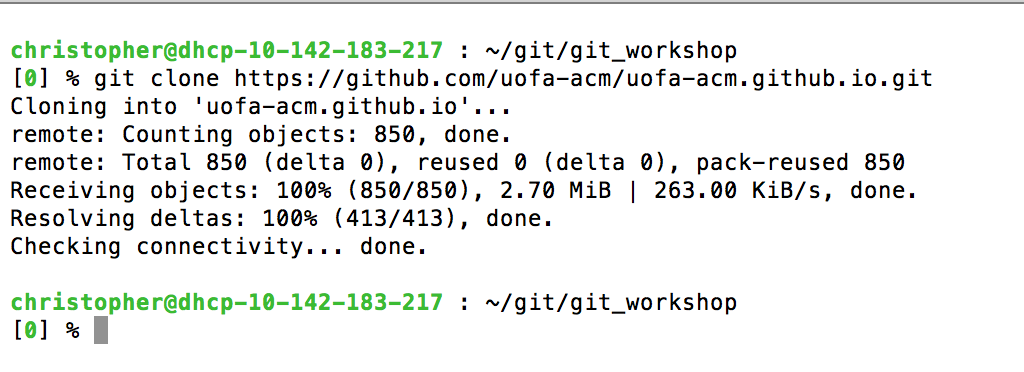 christopher@dhcp-10-142-183-217 : ~/git/git_workshop
[0] % git clone https://github.com/uofa-acm/uofa-acm.github.io.git
Cloning into 'uofa-acm.github.io'...
remote: Counting objects: 850, done.
remote: Total 850 (delta 0), reused 0 (delta 0), pack-reused 850
Receiving objects: 100% (850/850), 2.70 MiB | 263.00 KiB/s, done.
Resolving deltas: 100% (413/413), done.
Checking connectivity... done.
christopher@dhcp-10-142-183-217 : ~/git/git_workshop
[0] %